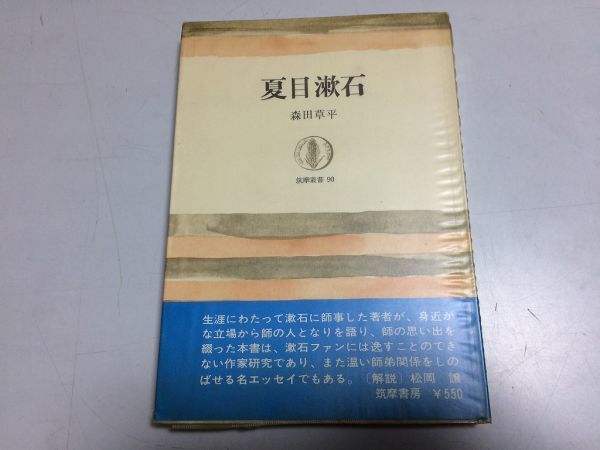 夏目漱石
森田草平
筑摩叢書 90
生涯にわたって漱石に師事した著者が、身近か
な立場から師の人となりを語り、師の思い出を
綴った本書は、漱石ファンには逸すことのでき
ない作家研究であり、また温い師弟関係をしの
ばせる名エッセイでもある。〔解説〕松岡 譲
筑摩書房 ￥550